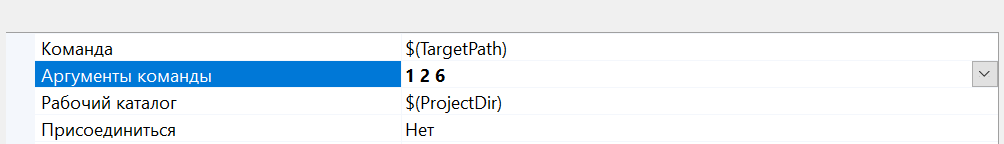 Команда $(TargetPath)
Аргументы команды 1 2 6
Рабочий каталог $(ProjectDir)
Присоединиться Нет